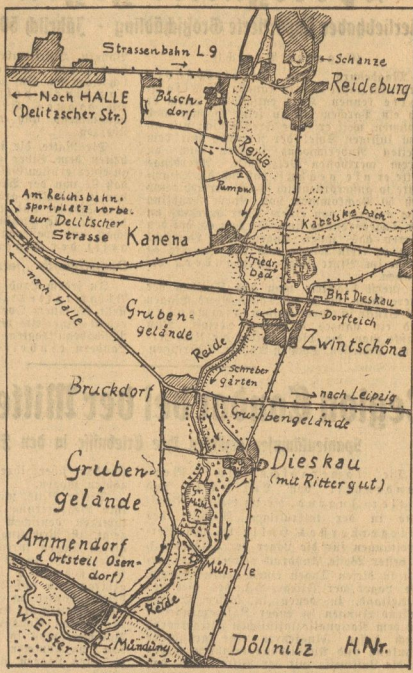 Strassenbahn L9
Schanze
Reideburg
Nach HALLE
(Delitzscher Str.)
Büsch-
dorf
Reide
Pumpw.
Am Reichsbahn-
sportplatz vorbei
zur Delitscher
Strasse
Kanena
Kabelske bach
Friedr.
bad
nach Halle
Bhf. Dieskau
Dorfteich
Gruben-
gelände
Reide
Zwintschöna
Schreber
gärten
Bruckdorf
nach Leipzig
Grubengelände
Gruben-
gelände
Dieskau
(mit Rittergut)
Ammendorf
(Ortsteil Osen-
dorf)
Mühle
Reide
W. Elster
Mündung
Döllnitz
H.Nr.